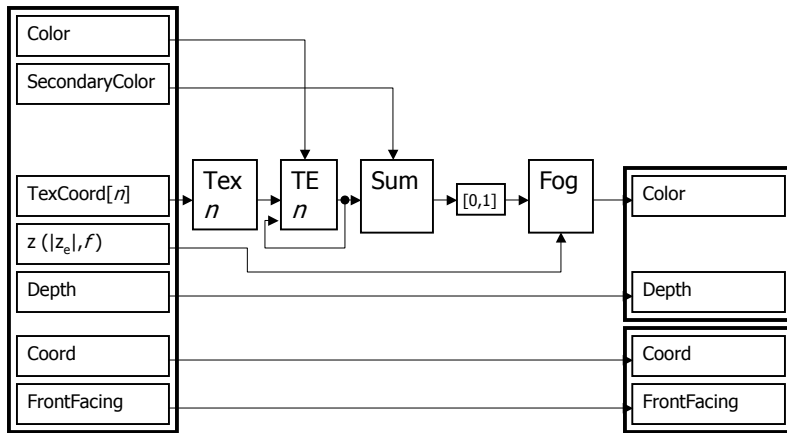 Color
SecondaryColor
TexCoord[n]
z (|zₑ|,f)
Depth
Coord
FrontFacing
Tex
n
TE
n
Sum
[0,1]
Fog
Color
Depth
Coord
FrontFacing